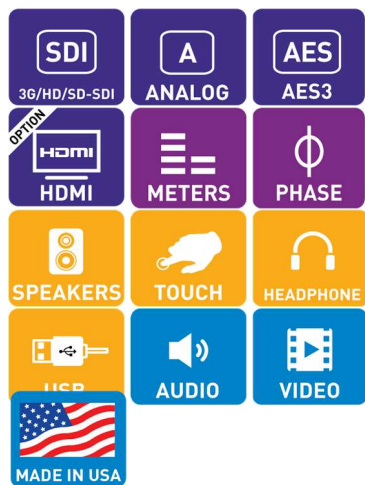 SDI
3G/HD/SD-SDI
A
ANALOG
AES
AES3
OPTION
HDMI
HDMI
METERS
PHASE
SPEAKERS
TOUCH
HEADPHONE
USB
AUDIO
VIDEO
MADE IN USA